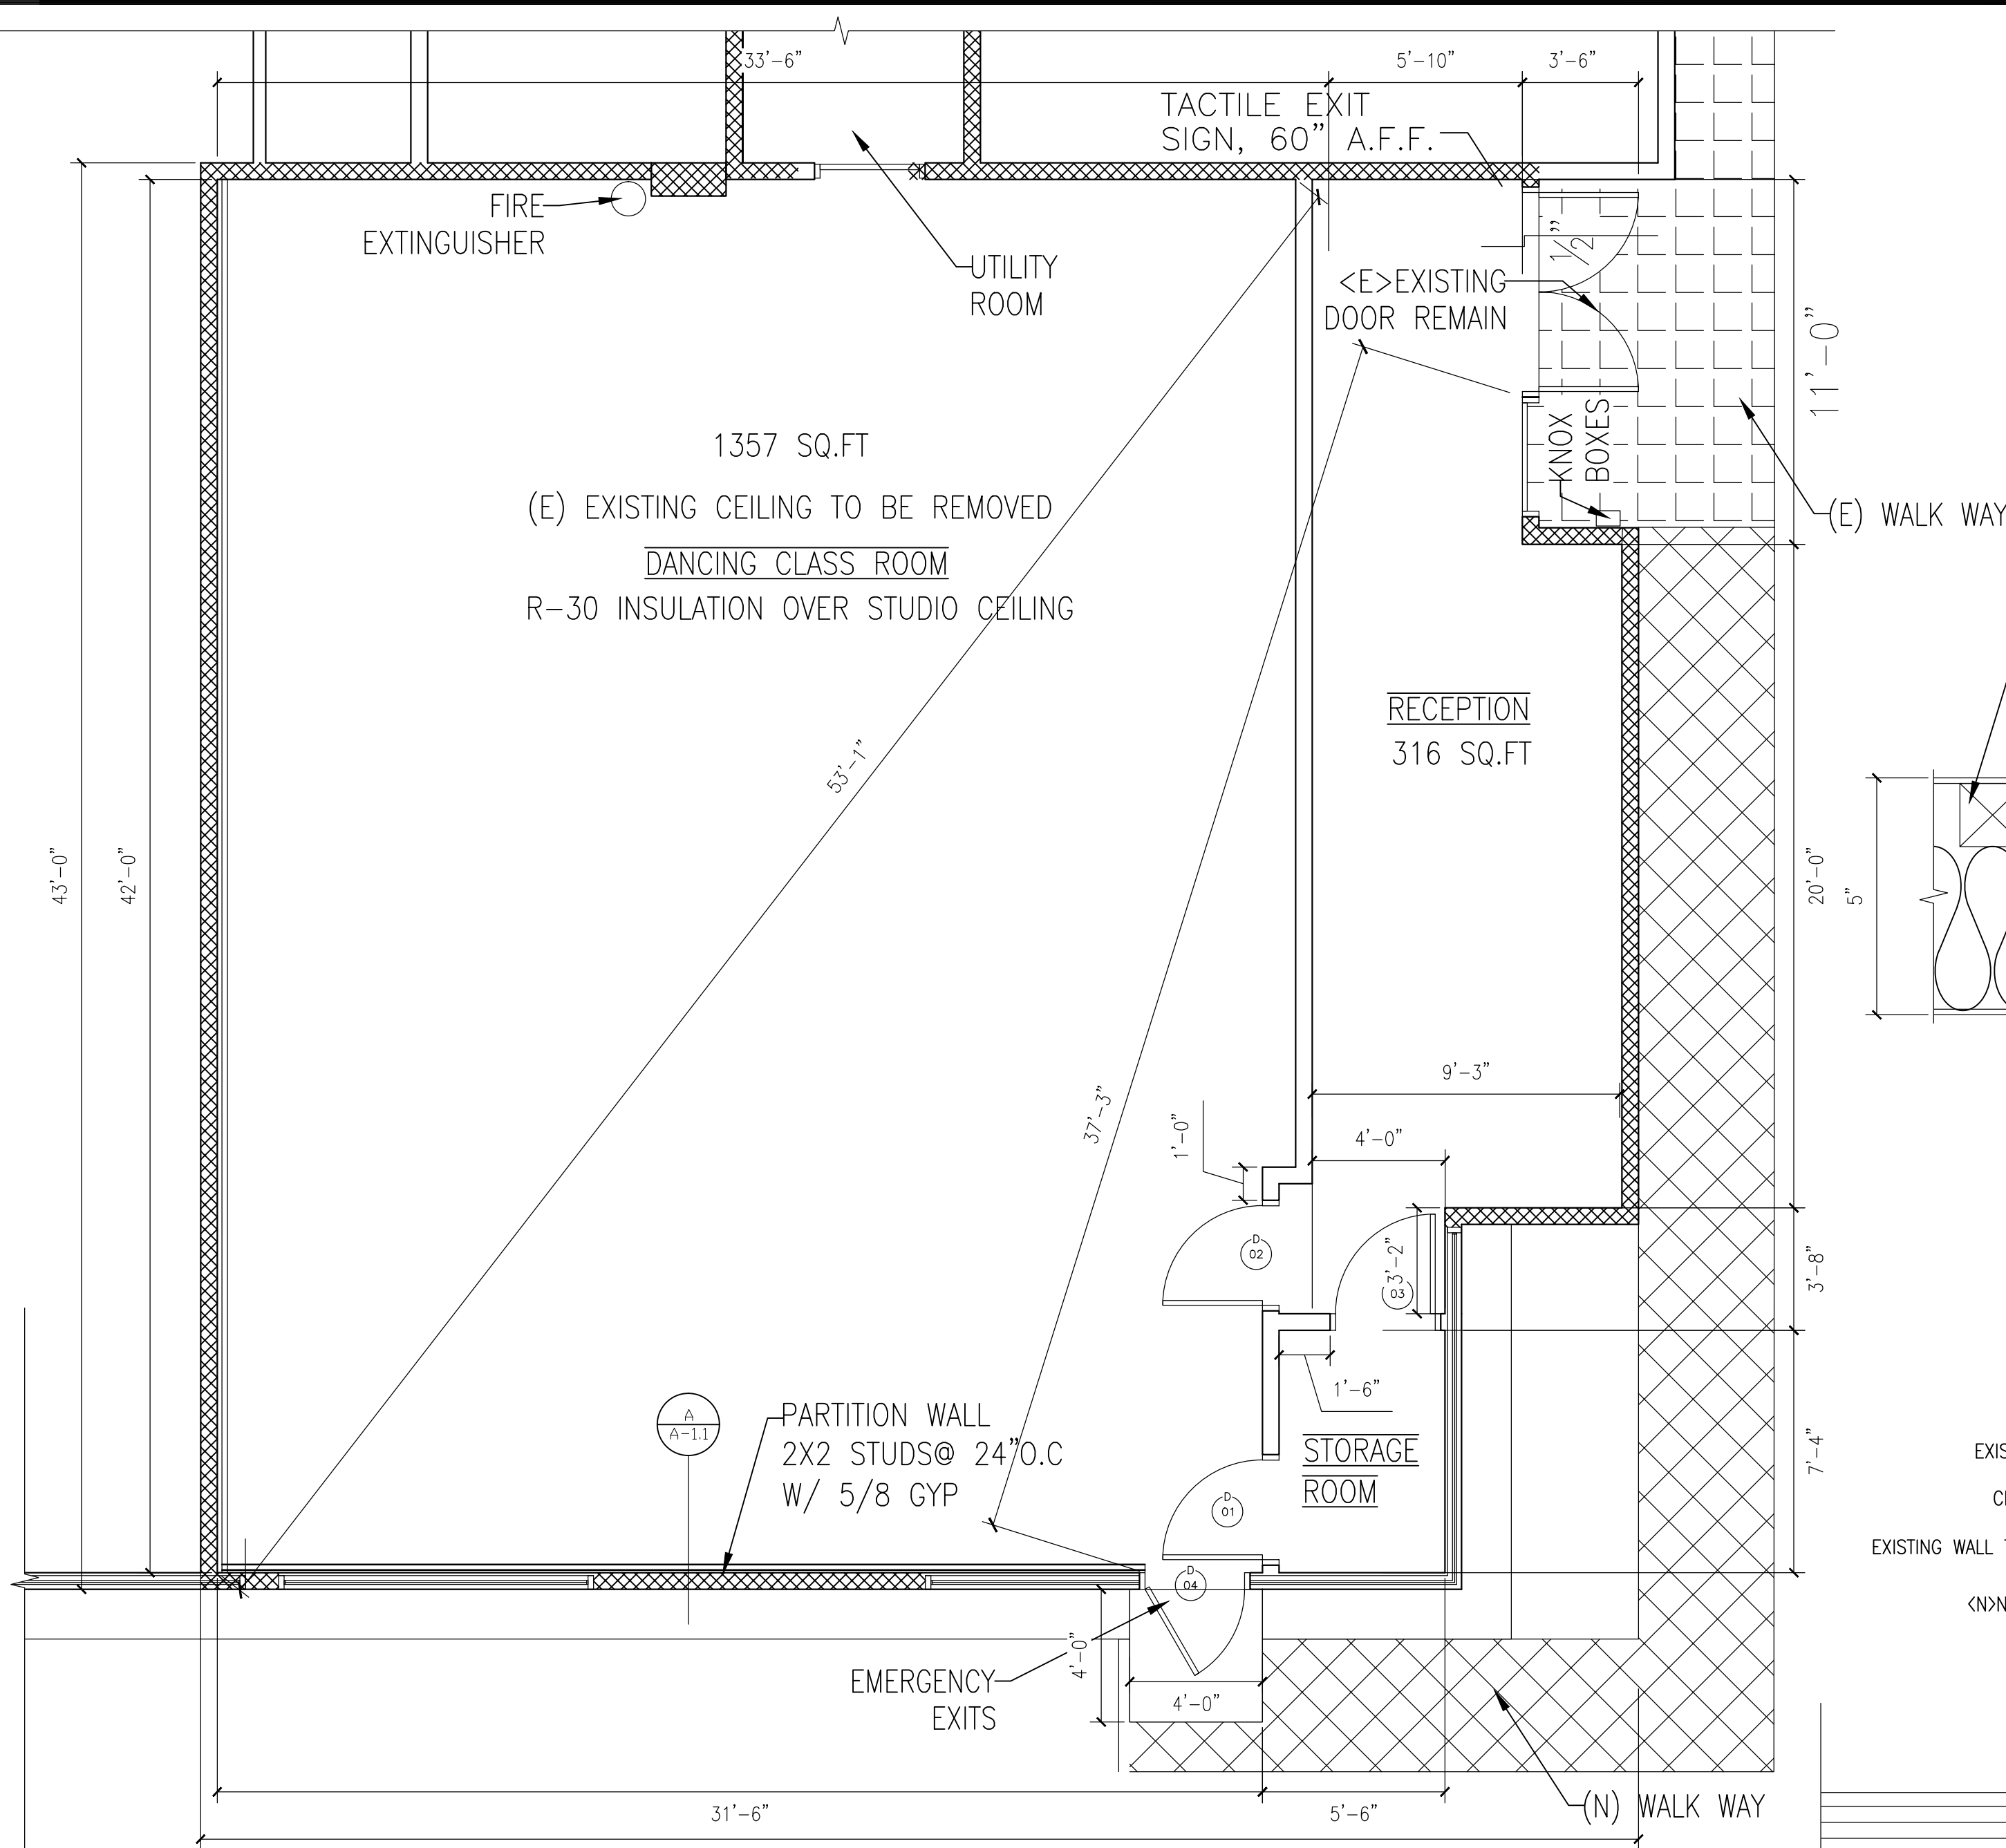 33'-6"
5'-10"
3'-6"
TACTILE EXIT
SIGN, 60" A.F.F.
FIRE
EXTINGUISHER
UTILITY
ROOM
1/2"
<E>EXISTING
DOOR REMAIN
11'-0"
KNOX
BOXES
1357 SQ.FT
(E) EXISTING CEILING TO BE REMOVED
DANCING CLASS ROOM
R-30 INSULATION OVER STUDIO CEILING
(E) WALK WAY
RECEPTION
316 SQ.FT
53'-1"
43'-0"
42'-0"
20'-0"
5"
9'-3"
37'-3"
1'-0"
4'-0"
D
02
3'-2"
D
03
3'-8"
1'-6"
A
A-1.1
PARTITION WALL
2X2 STUDS@ 24"O.C
W/ 5/8 GYP
STORAGE
ROOM
7'-4"
D
01
D
04
EXISTING WALL
4'-0"
4'-0"
EMERGENCY
EXITS
31'-6"
5'-6"
(N) WALK WAY